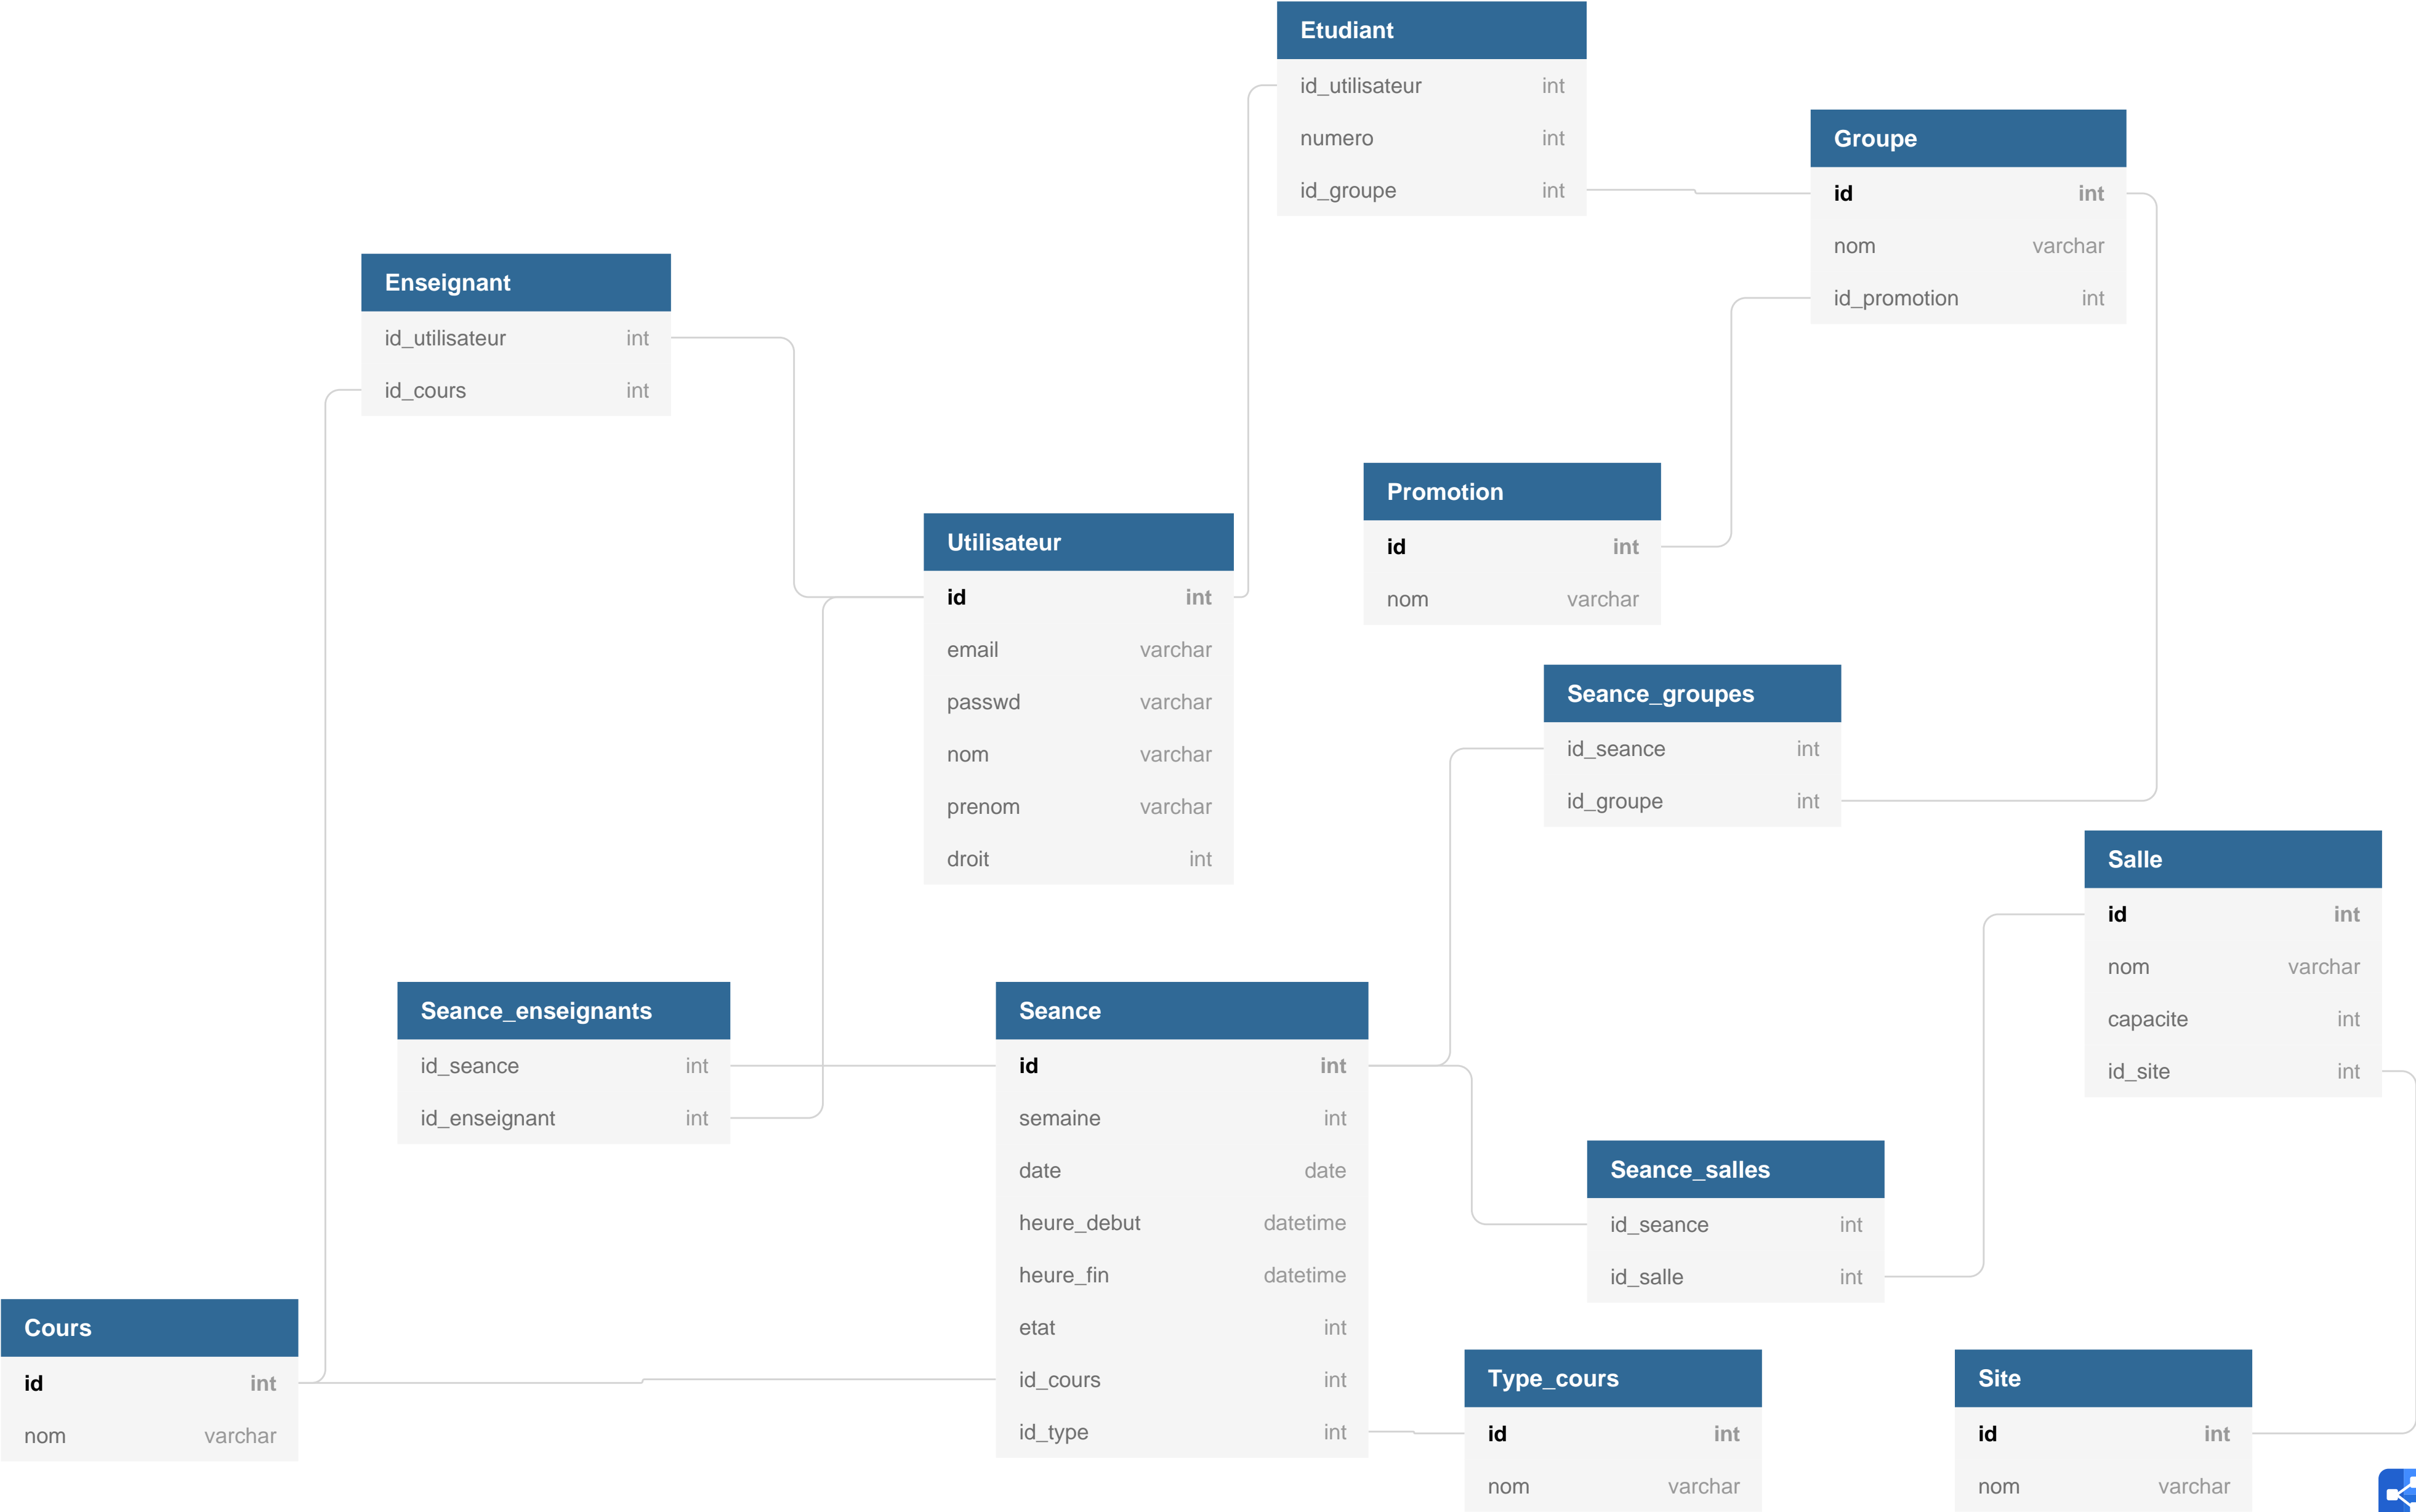 Etudiant
id_utilisateur int
numero int
id_groupe int
Groupe
id int
nom varchar
id_promotion int
Enseignant
id_utilisateur int
id_cours int
Promotion
id int
nom varchar
Utilisateur
id int
email varchar
passwd varchar
nom varchar
prenom varchar
droit int
Seance_groupes
id_seance int
id_groupe int
Salle
id int
nom varchar
capacite int
id_site int
Seance_enseignants
id_seance int
id_enseignant int
Seance
id int
semaine int
date date
heure_debut datetime
heure_fin datetime
etat int
id_cours int
id_type int
Seance_salles
id_seance int
id_salle int
Cours
id int
nom varchar
Type_cours
id int
nom varchar
Site
id int
nom varchar